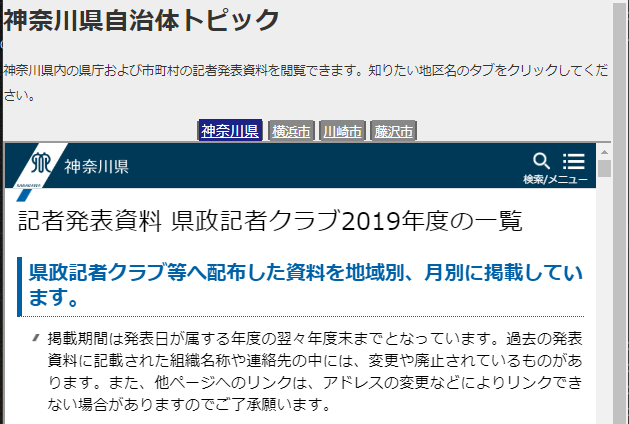 神奈川県自治体トピック
神奈川県内の県庁および市町村の記者発表資料を閲覧できます。知りたい地区名のタブをクリックしてくだ
さい。
神奈川県 横浜市 川崎市 藤沢市
神奈川県
検索/メニュー
記者発表資料 県政記者クラブ2019年度の一覧
県政記者クラブ等へ配布した資料を地域別、月別に掲載してい
ます。
掲載期間は発表日が属する年度の翌々年度末までとなっています。過去の発表
資料に記載された組織名称や連絡先の中には、変更や廃止されているものがあ
ります。また、他ページへのリンクは、アドレスの変更などによりリンクでき
ない場合がありますのでご了承願います。